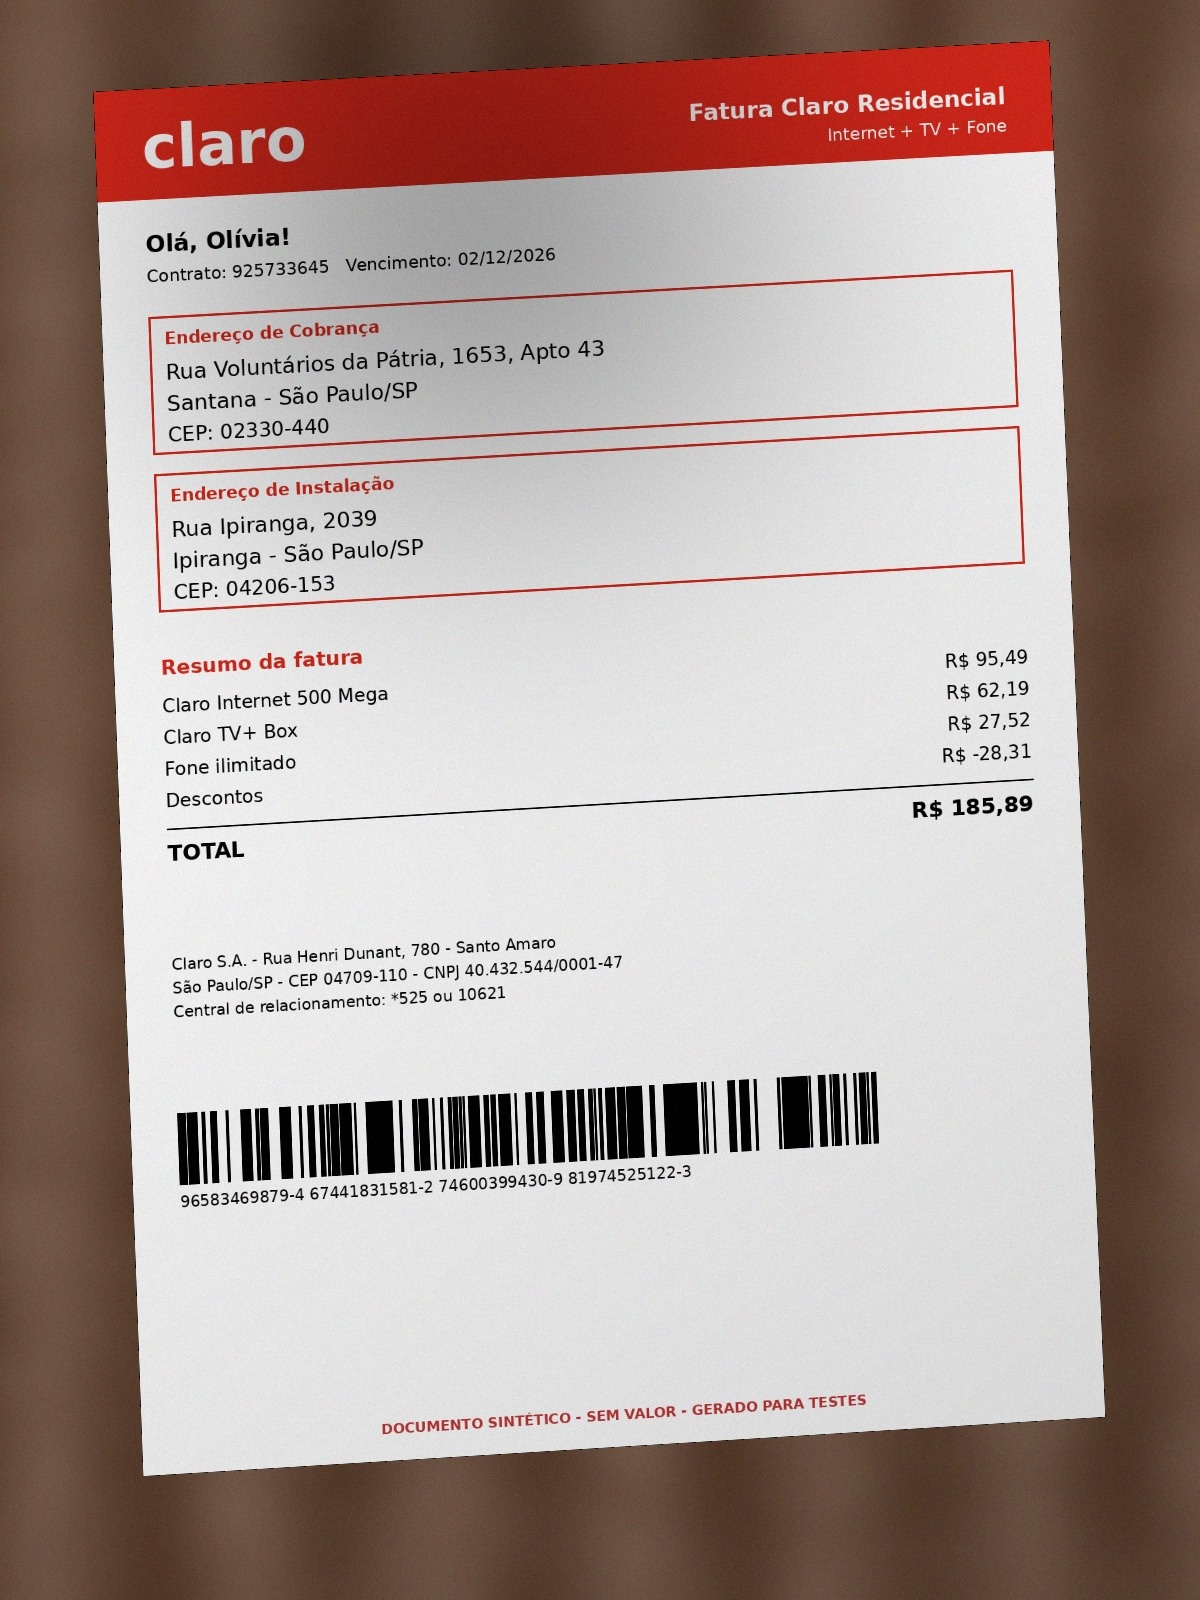 claro
Fatura Claro Residencial
Internet + TV + Fone
Olá, Olívia!
Contrato: 925733645 Vencimento: 02/12/2026
Endereço de Cobrança
Rua Voluntários da Pátria, 1653, Apto 43
Santana - São Paulo/SP
CEP: 02330-440
Endereço de Instalação
Rua Ipiranga, 2039
Ipiranga - São Paulo/SP
CEP: 04206-153
Resumo da fatura
Claro Internet 500 Mega R$ 95,49
Claro TV+ Box R$ 62,19
Fone ilimitado R$ 27,52
Descontos R$ -28,31
TOTAL R$ 185,89
Claro S.A. - Rua Henri Dunant, 780 - Santo Amaro
São Paulo/SP - CEP 04709-110 - CNPJ 40.432.544/0001-47
Central de relacionamento: *525 ou 10621
96583469879-4 67441831581-2 74600399430-9 81974525122-3
DOCUMENTO SINTÉTICO - SEM VALOR - GERADO PARA TESTES